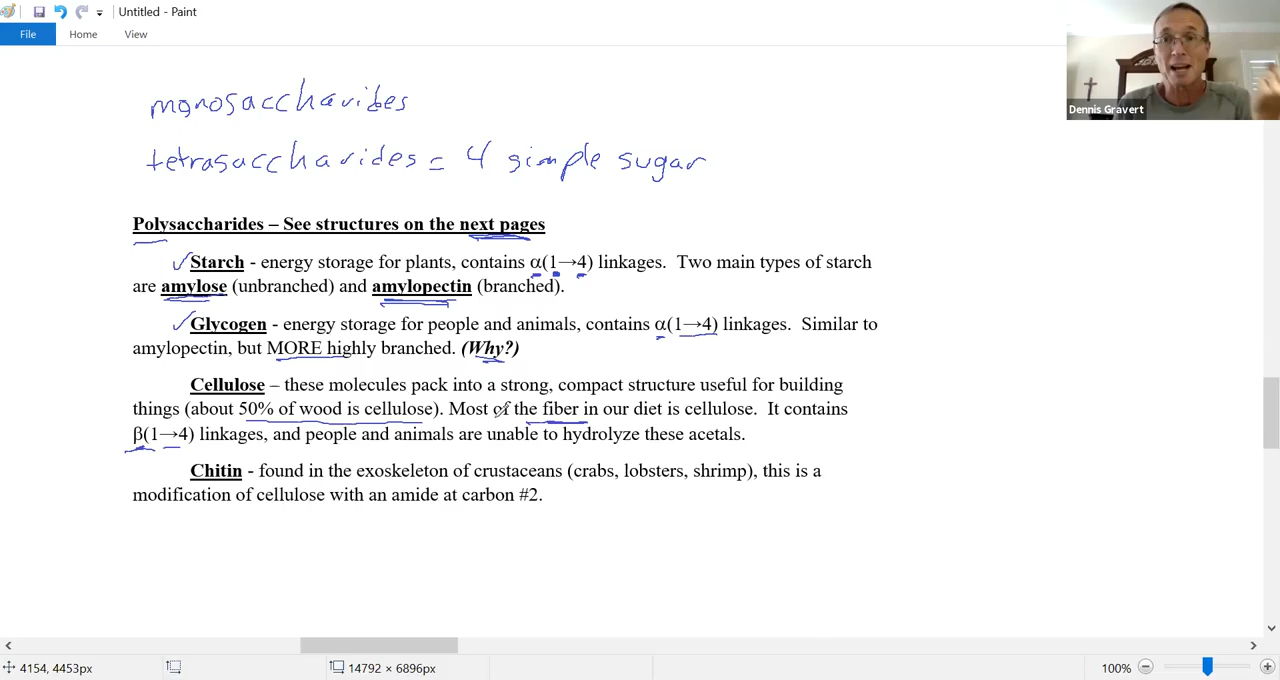 Untitled - Paint
File Home View
Dennis Gravert
monosaccharides
tetrasaccharides = 4 simple sugar
Polysaccharides – See structures on the next pages
Starch - energy storage for plants, contains α(1→4) linkages. Two main types of starch
are amylose (unbranched) and amylopectin (branched).
Glycogen - energy storage for people and animals, contains α(1→4) linkages. Similar to
amylopectin, but MORE highly branched. (Why?)
Cellulose – these molecules pack into a strong, compact structure useful for building
things (about 50% of wood is cellulose). Most of the fiber in our diet is cellulose. It contains
β(1→4) linkages, and people and animals are unable to hydrolyze these acetals.
Chitin - found in the exoskeleton of crustaceans (crabs, lobsters, shrimp), this is a
modification of cellulose with an amide at carbon #2.
4154, 4453px 14792 × 6896px 100%